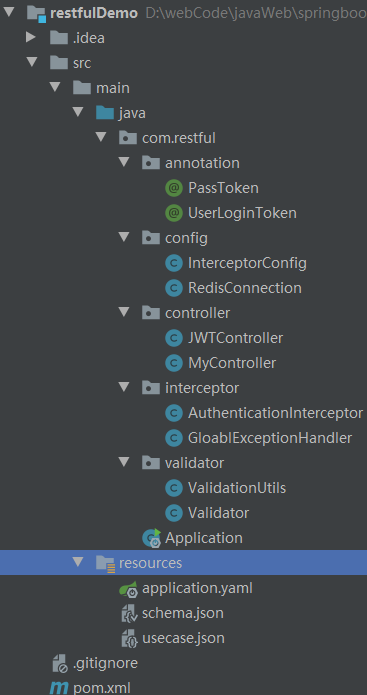 restfulDemo D:\webCode\javaWeb\springboo
.idea
src
main
java
com.restful
annotation
PassToken
UserLoginToken
config
InterceptorConfig
RedisConnection
controller
JWTController
MyController
interceptor
AuthenticationInterceptor
GloablExceptionHandler
validator
ValidationUtils
Validator
Application
resources
application.yaml
schema.json
usecase.json
.gitignore
pom.xml